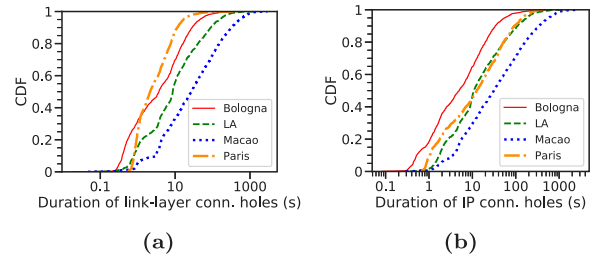 1
0.8
0.6
0.4
0.2
0
CDF
Bologna
LA
Macao
Paris
0.1 10 1000
Duration of link-layer conn. holes (s)
(a)
1
0.8
0.6
0.4
0.2
0
CDF
Bologna
LA
Macao
Paris
0.1 1 10 100 1000
Duration of IP conn. holes (s)
(b)